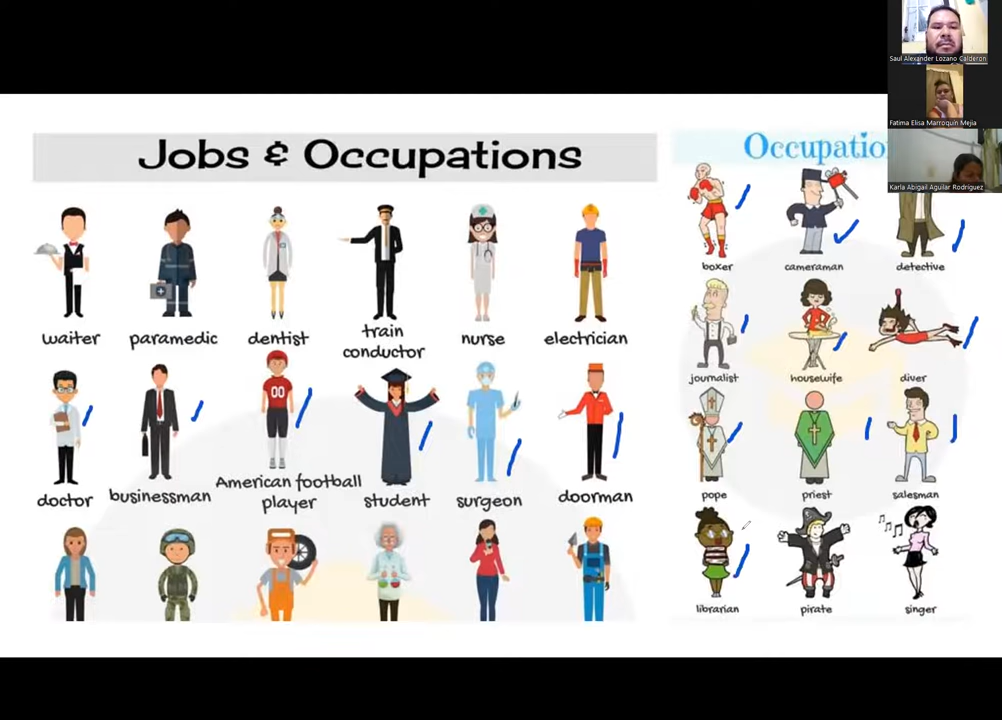 Jobs & Occupations
waiter paramedic dentist train conductor nurse electrician
doctor businessman American football player student surgeon doorman
Occupatio
boxer cameraman detective
journalist housewife diver
pope priest salesman
librarian pirate singer
00
Saul Alexander Lozano Calderon
Fatima Elisa Marroquin Mejia
Karla Abigail Aguilar Rodriguez